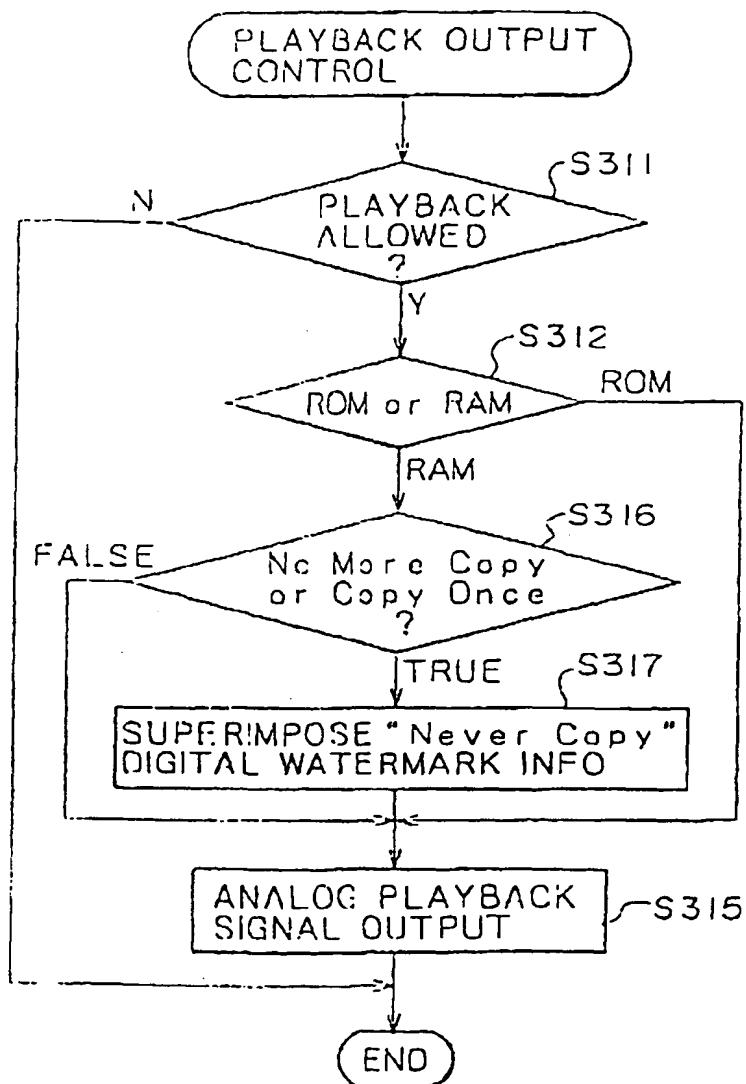 PLAYBACK OUTPUT
CONTROL
S311
N
PLAYBACK
ALLOWED
?
Y
S312
ROM or RAM
ROM
RAM
S316
FALSE
No More Copy
or Copy Once
?
TRUE
S317
SUPERIMPOSE "Never Copy"
DIGITAL WATERMARK INFO
ANALOG PLAYBACK
SIGNAL OUTPUT
S315
END